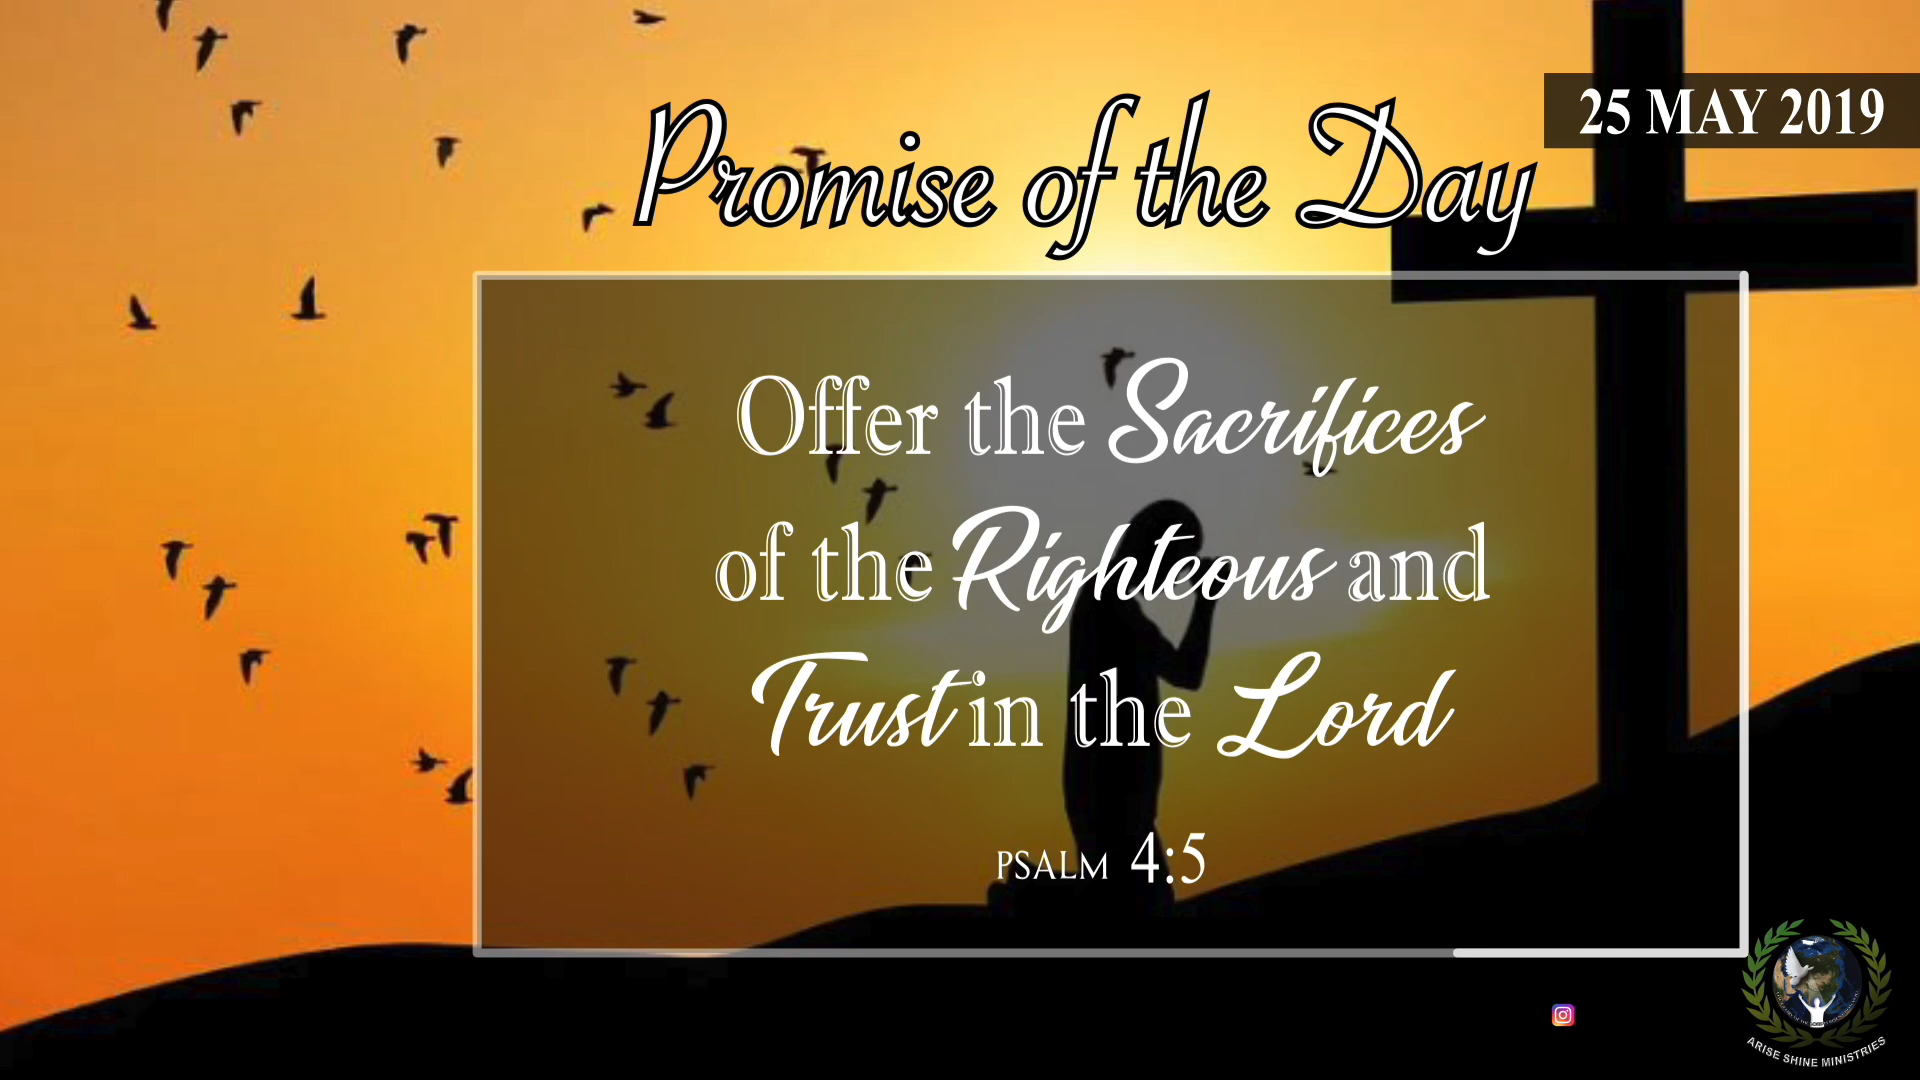 25 MAY 2019
Promise of the Day
Offer the Sacrifices
of the Righteous and
Trust in the Lord
PSALM 4:5
ARISE SHINE MINISTRIES